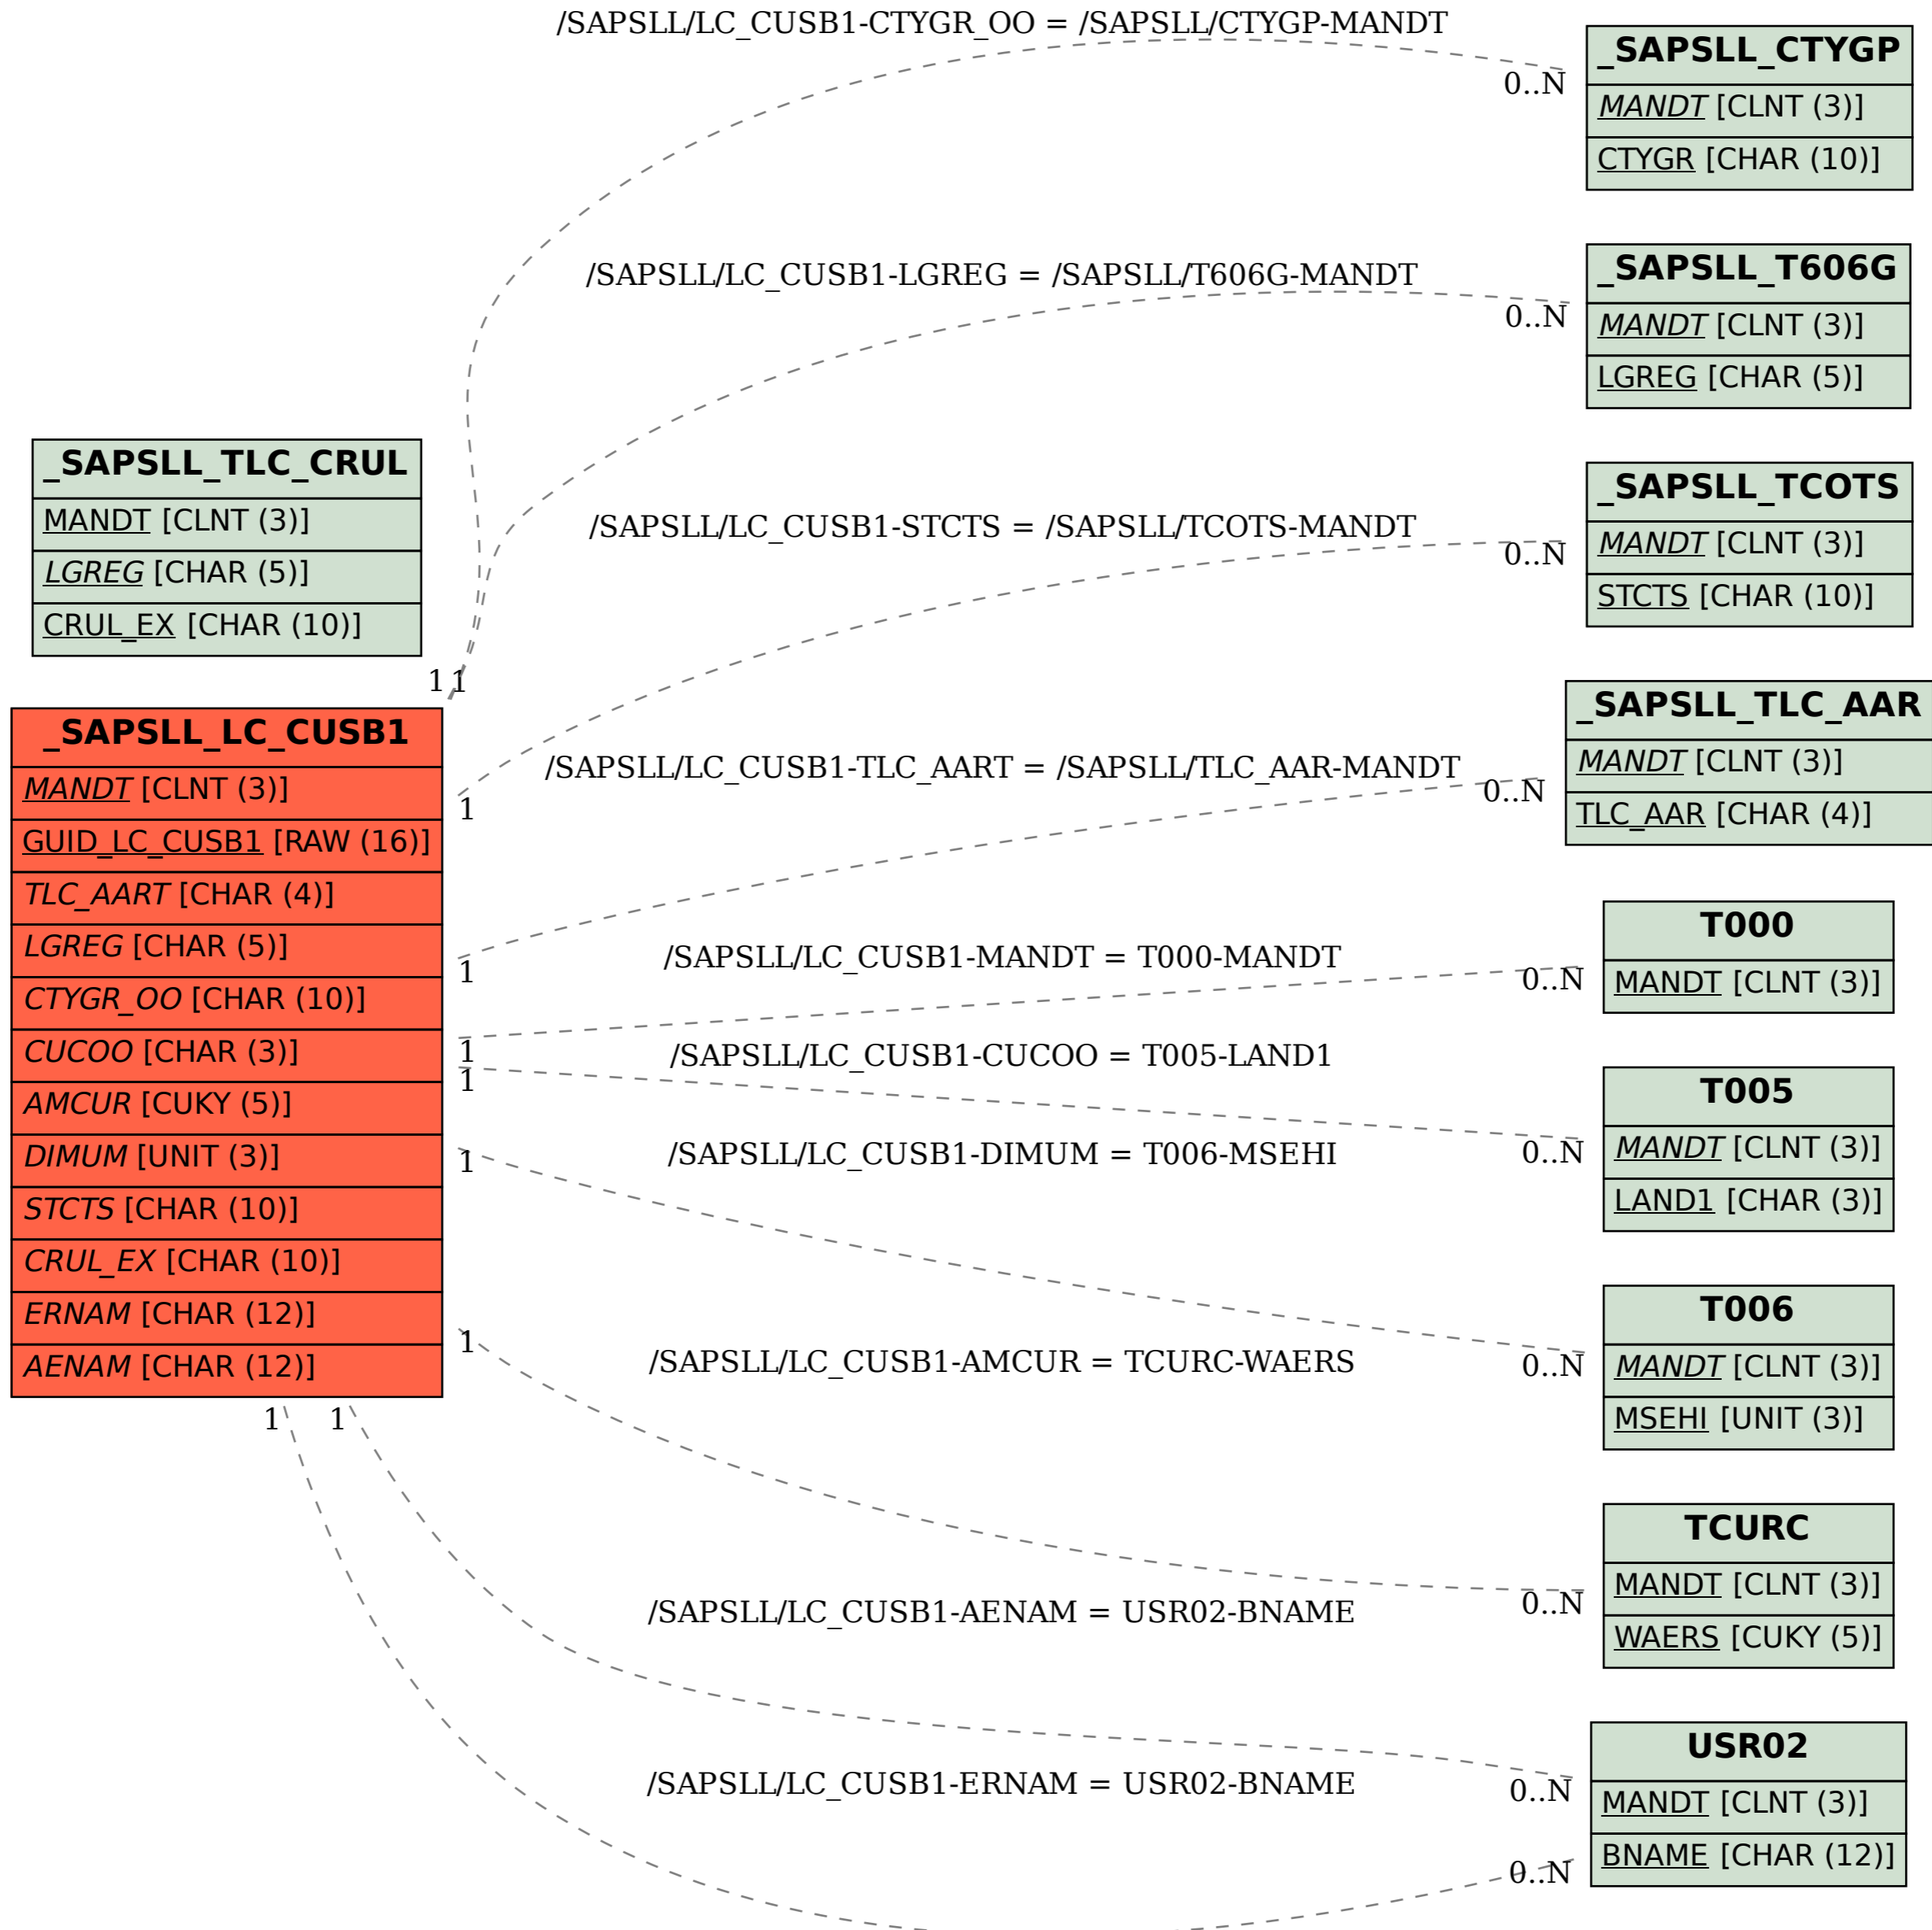 /SAPSLL/LC_CUSB1-CTYGR_OO = /SAPSLL/CTYGP-MANDT
0..N
_SAPSLL_CTYGP
MANDT [CLNT (3)]
CTYGR [CHAR (10)]
/SAPSLL/LC_CUSB1-LGREG = /SAPSLL/T606G-MANDT
0..N
_SAPSLL_T606G
MANDT [CLNT (3)]
LGREG [CHAR (5)]
_SAPSLL_TLC_CRUL
MANDT [CLNT (3)]
LGREG [CHAR (5)]
CRUL_EX [CHAR (10)]
/SAPSLL/LC_CUSB1-STCTS = /SAPSLL/TCOTS-MANDT
0..N
_SAPSLL_TCOTS
MANDT [CLNT (3)]
STCTS [CHAR (10)]
1 1
_SAPSLL_LC_CUSB1
MANDT [CLNT (3)]
GUID_LC_CUSB1 [RAW (16)]
TLC_AART [CHAR (4)]
LGREG [CHAR (5)]
CTYGR_OO [CHAR (10)]
CUCOO [CHAR (3)]
AMCUR [CUKY (5)]
DIMUM [UNIT (3)]
STCTS [CHAR (10)]
CRUL_EX [CHAR (10)]
ERNAM [CHAR (12)]
AENAM [CHAR (12)]
1
/SAPSLL/LC_CUSB1-TLC_AART = /SAPSLL/TLC_AAR-MANDT
0..N
_SAPSLL_TLC_AAR
MANDT [CLNT (3)]
TLC_AAR [CHAR (4)]
1
/SAPSLL/LC_CUSB1-MANDT = T000-MANDT
0..N
T000
MANDT [CLNT (3)]
1
/SAPSLL/LC_CUSB1-CUCOO = T005-LAND1
1
0..N
T005
MANDT [CLNT (3)]
LAND1 [CHAR (3)]
/SAPSLL/LC_CUSB1-DIMUM = T006-MSEHI
1
0..N
T006
MANDT [CLNT (3)]
MSEHI [UNIT (3)]
1
/SAPSLL/LC_CUSB1-AMCUR = TCURC-WAERS
0..N
TCURC
MANDT [CLNT (3)]
WAERS [CUKY (5)]
1 1
/SAPSLL/LC_CUSB1-AENAM = USR02-BNAME
0..N
USR02
MANDT [CLNT (3)]
BNAME [CHAR (12)]
/SAPSLL/LC_CUSB1-ERNAM = USR02-BNAME
0..N